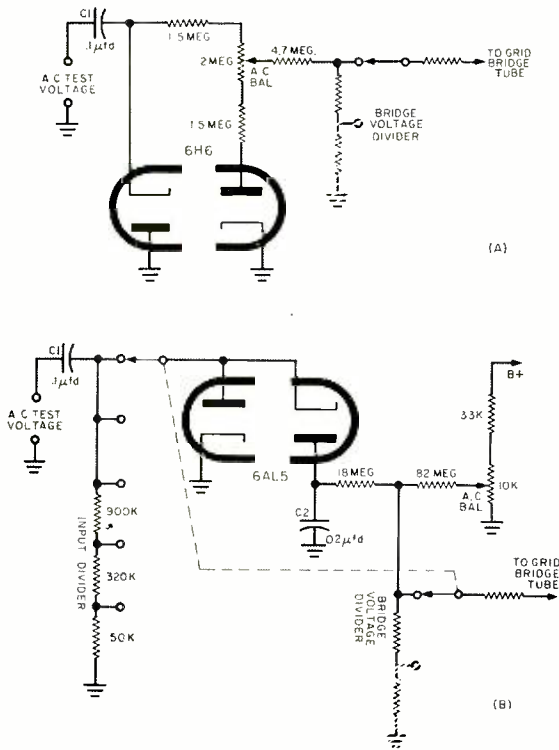 C1
.1µfd
A C TEST
VOLTAGE
1.5 MEG
2 MEG
A C
BAL
4.7 MEG.
TO GRID
BRIDGE
TUBE
1.5 MEG
BRIDGE
VOLTAGE
DIVIDER
6H6
(A)
C1
.1µfd
A C TEST
VOLTAGE
900K
320K
50K
INPUT DIVIDER
6AL5
18 MEG
82 MEG
C2
.02µfd
B+
33K
10K
A.C
BAL
TO GRID
BRIDGE
TUBE
BRIDGE
VOLTAGE
DIVIDER
(B)